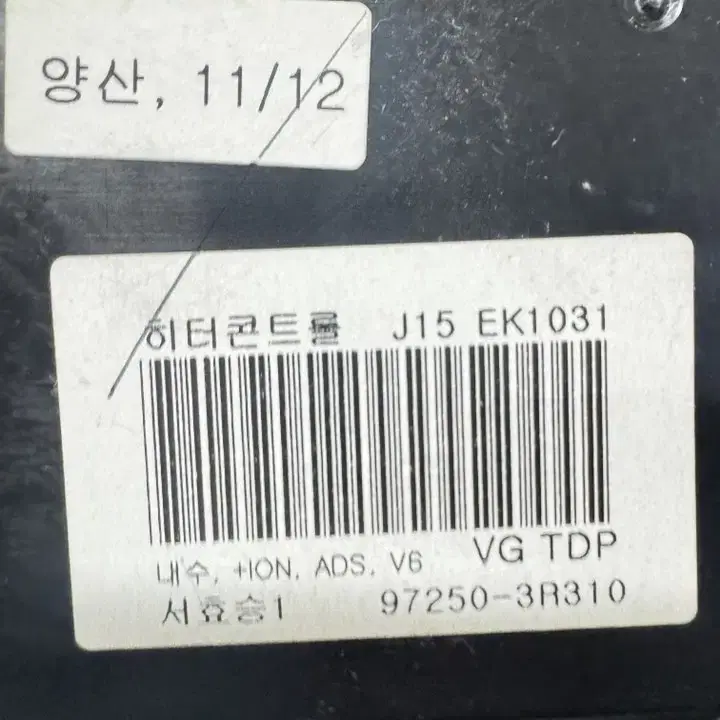 양산, 11/12
히터콘트롤 J15 EK1031
내수, +ION, ADS, V6 VG TDP
서효승1 97250-3R310